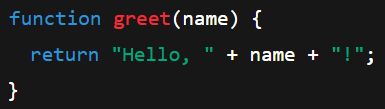 function greet(name) {
  return "Hello, " + name + "!";
}